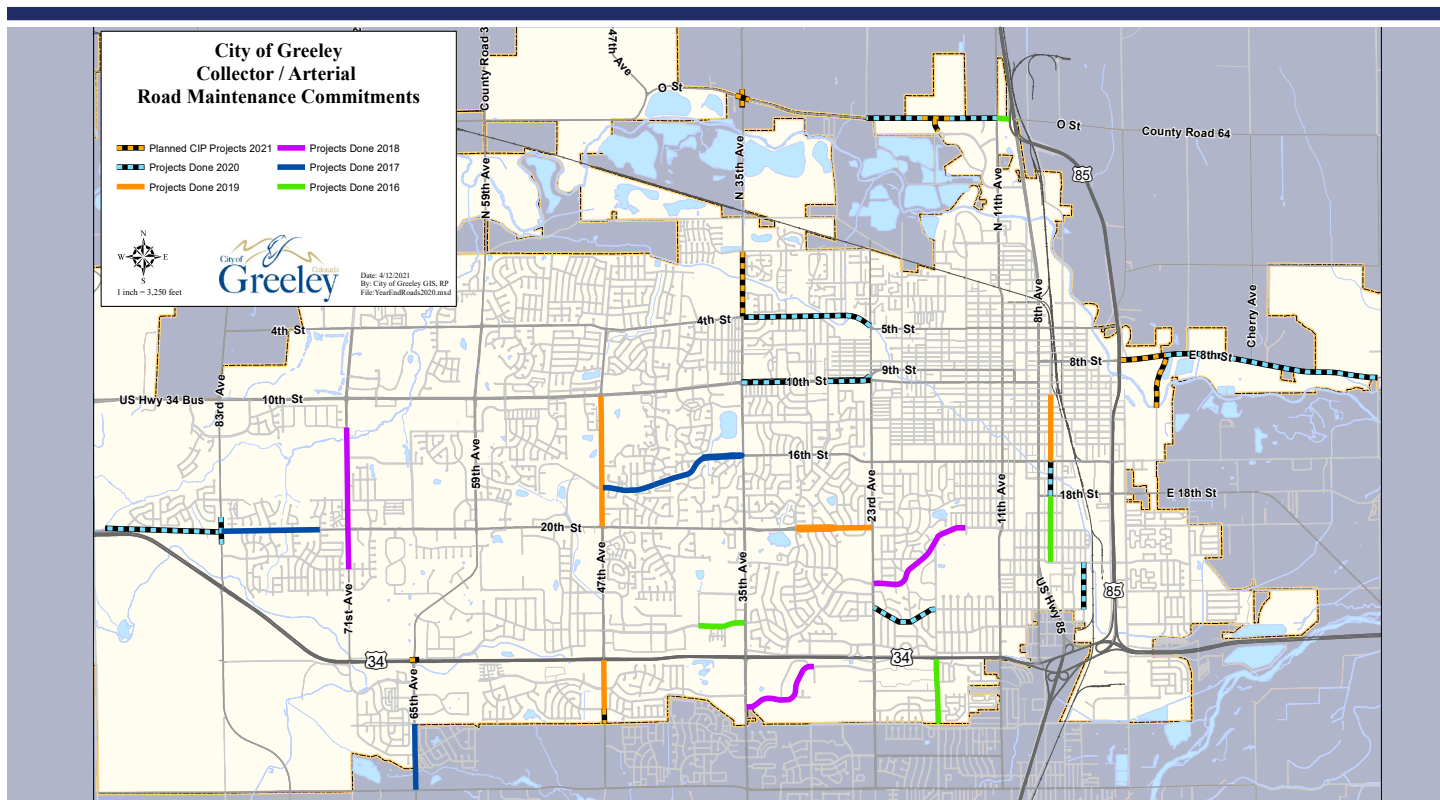 City of Greeley
Collector / Arterial
Road Maintenance Commitments
Planned CIP Projects 2021
Projects Done 2018
Projects Done 2020
Projects Done 2017
Projects Done 2019
Projects Done 2016
N
W E
S
1 inch = 3,250 feet
City of
Greeley
Colorado
Date: 4/12/2021
By: City of Greeley GIS, RP
File:YearEndRoads2020.mxd
County Road 3
47th Ave
O St
O St
County Road 64
N 59th Ave
N 35th Ave
N 11th Ave
85
4th St
4th St
5th St
8th Ave
8th St
E 8th St
Cherry Ave
9th St
10th St
US Hwy 34 Bus
10th St
83rd Ave
59th Ave
16th St
23rd Ave
11th Ave
18th St
E 18th St
20th St
71st Ave
47th Ave
35th Ave
US Hwy 85
85
34
34
65th Ave